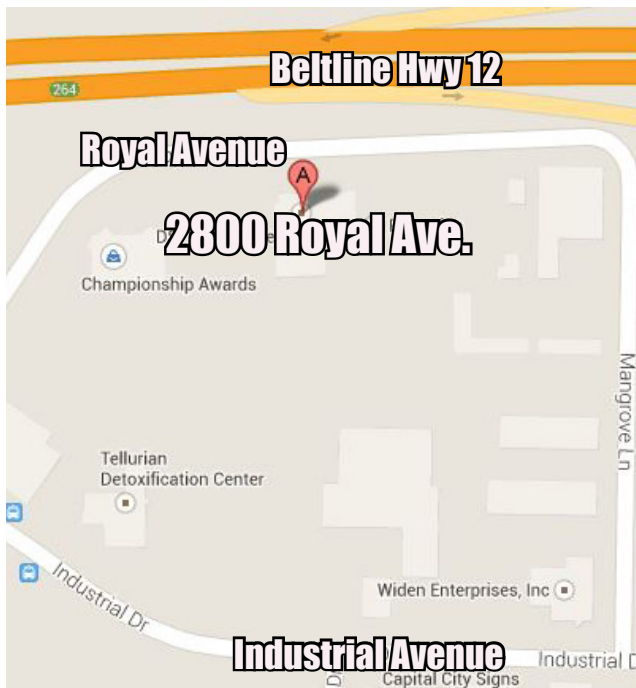 Beltline Hwy 12
264
Royal Avenue
A
2800 Royal Ave.
Championship Awards
Mangrove Ln
Tellurian
Detoxification Center
Industrial Dr
Widen Enterprises, Inc
Industrial Avenue
Industrial D
Capital City Signs